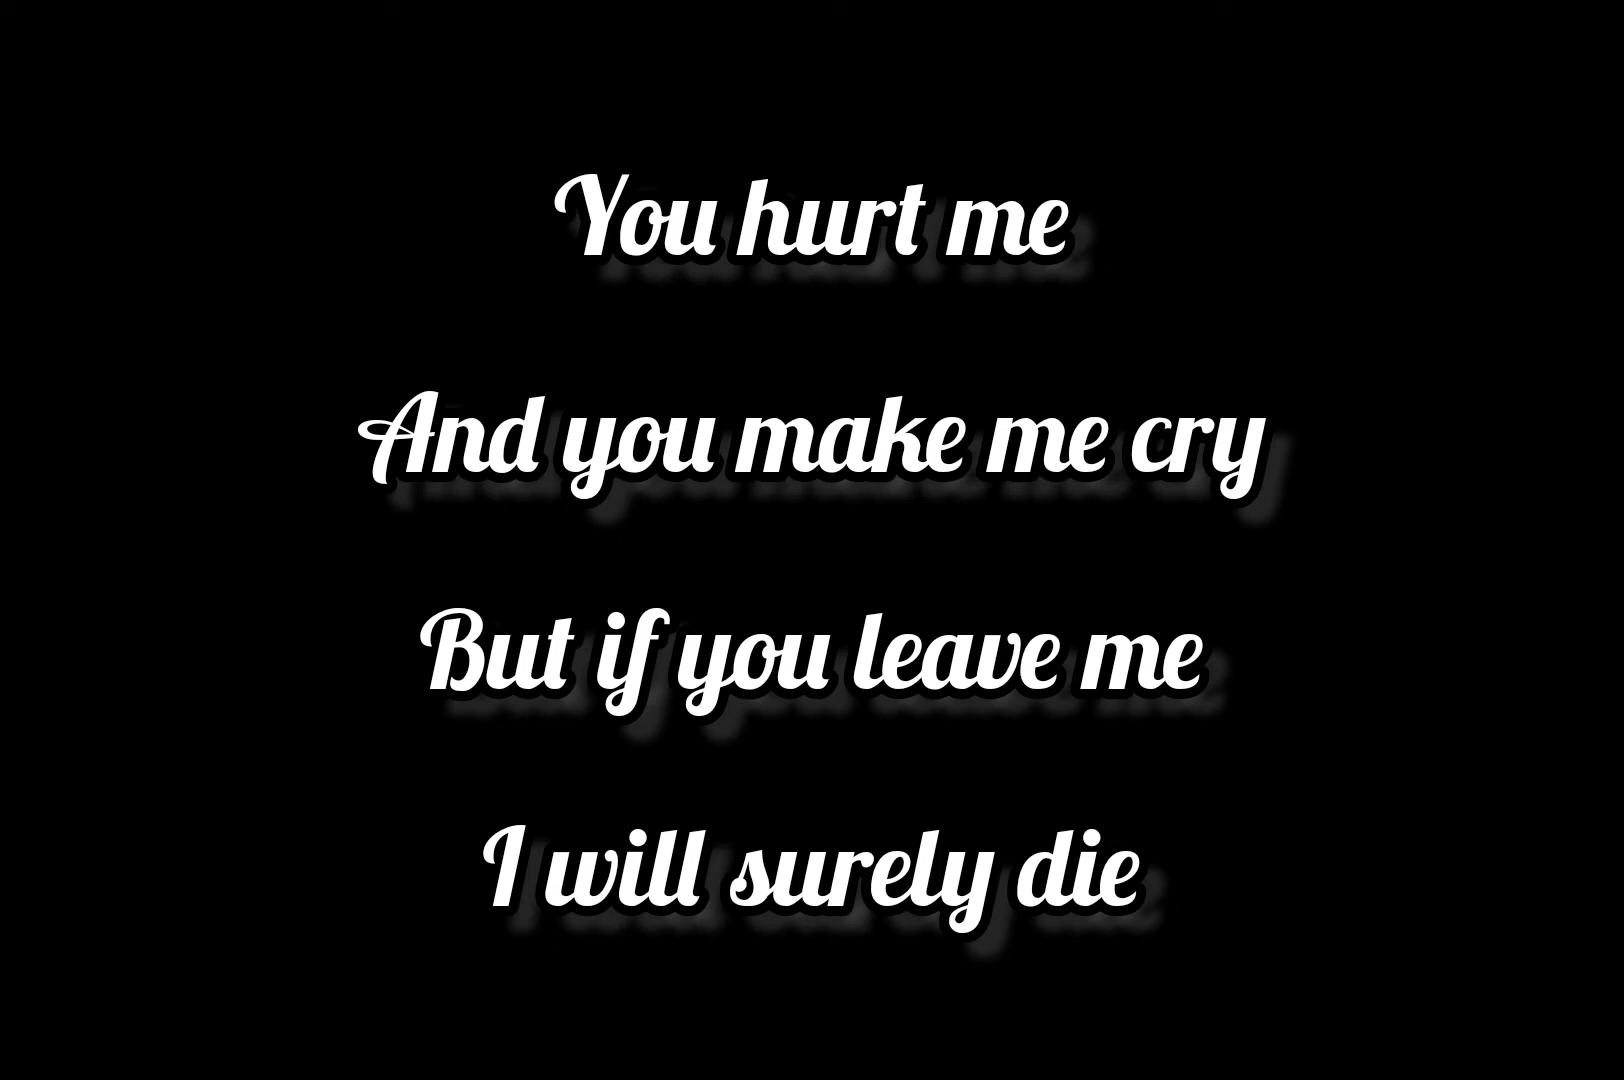 You hurt me
And you make me cry
But if you leave me
I will surely die